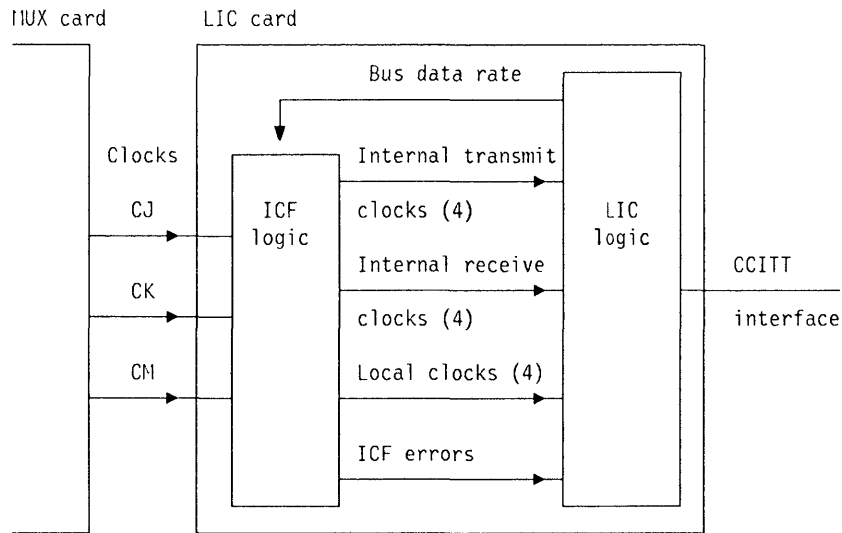 MUX card
LIC card
Bus data rate
Clocks
Internal transmit
clocks (4)
CJ
ICF
logic
LIC
logic
Internal receive
clocks (4)
CCITT
interface
CK
CM
Local clocks (4)
ICF errors